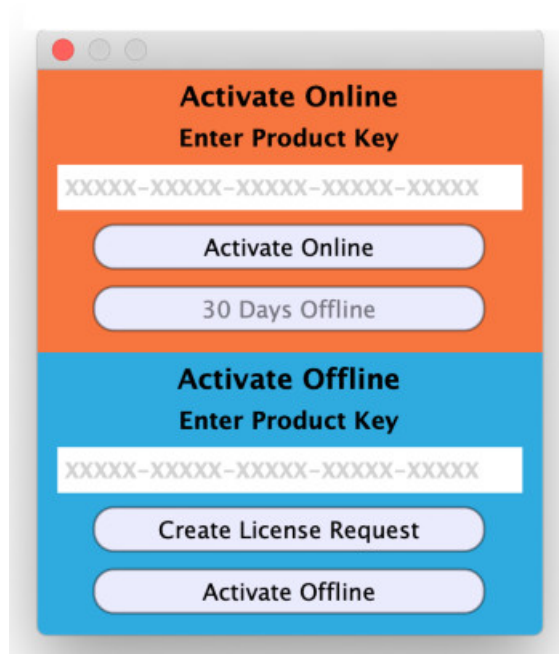 Activate Online
Enter Product Key
XXXXX-XXXXX-XXXXX-XXXXX-XXXXX
Activate Online
30 Days Offline
Activate Offline
Enter Product Key
XXXXX-XXXXX-XXXXX-XXXXX-XXXXX
Create License Request
Activate Offline